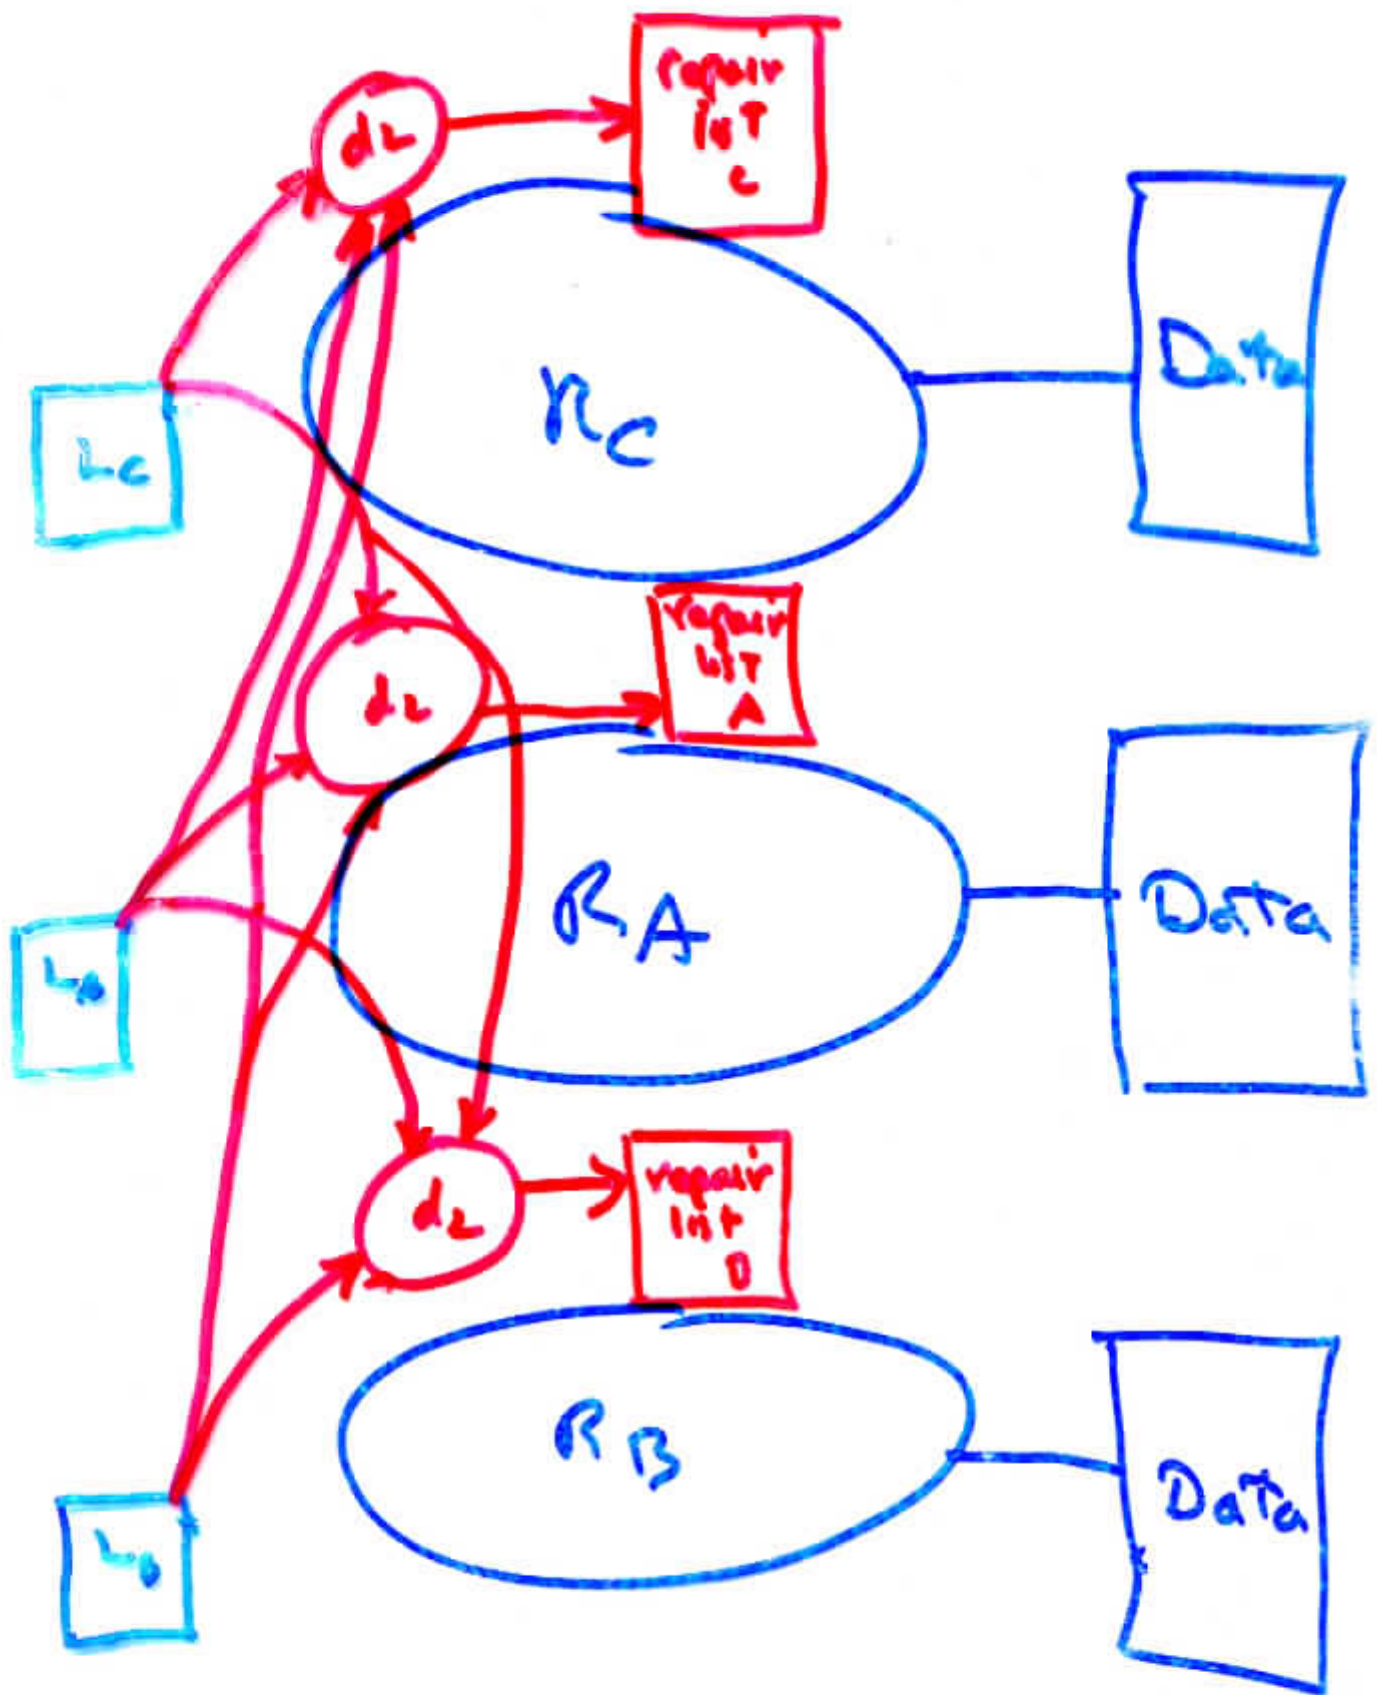 d2
repair
list
C
RC
Data
LC
d2
repair
list
A
RA
Data
d2
repair
list
RB
Data